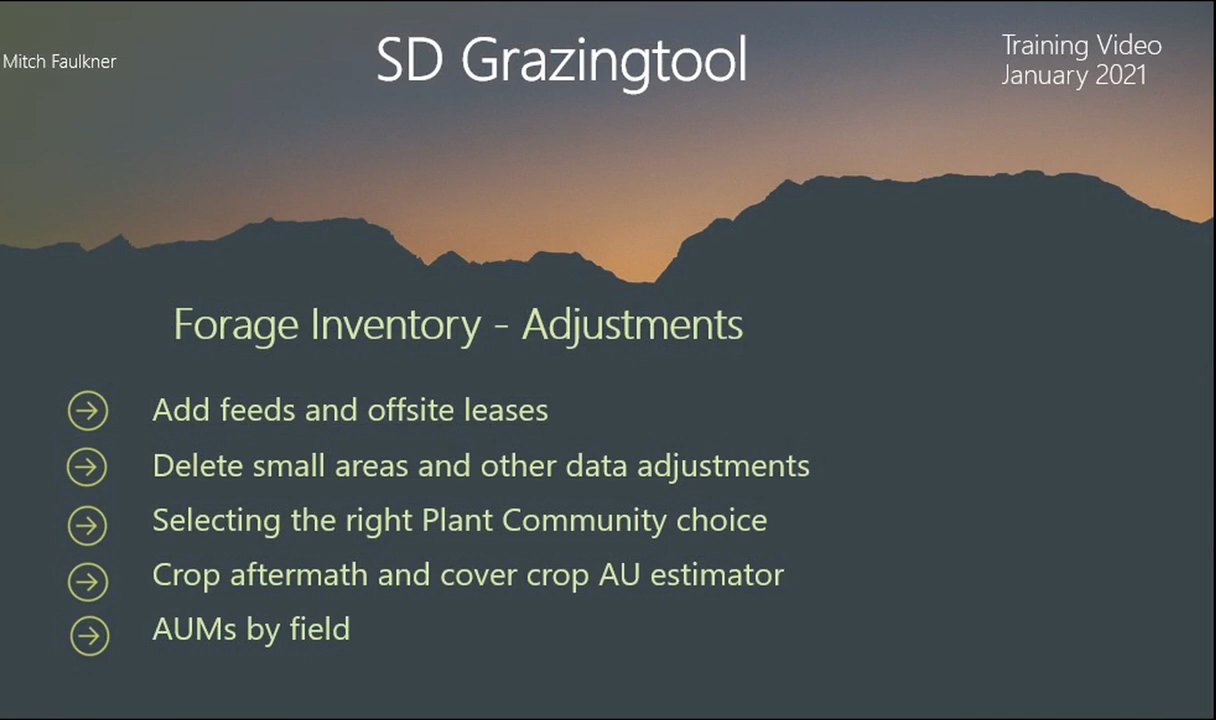 Mitch Faulkner
SD Grazingtool
Training Video
January 2021
Forage Inventory - Adjustments
Add feeds and offsite leases
Delete small areas and other data adjustments
Selecting the right Plant Community choice
Crop aftermath and cover crop AU estimator
AUMs by field